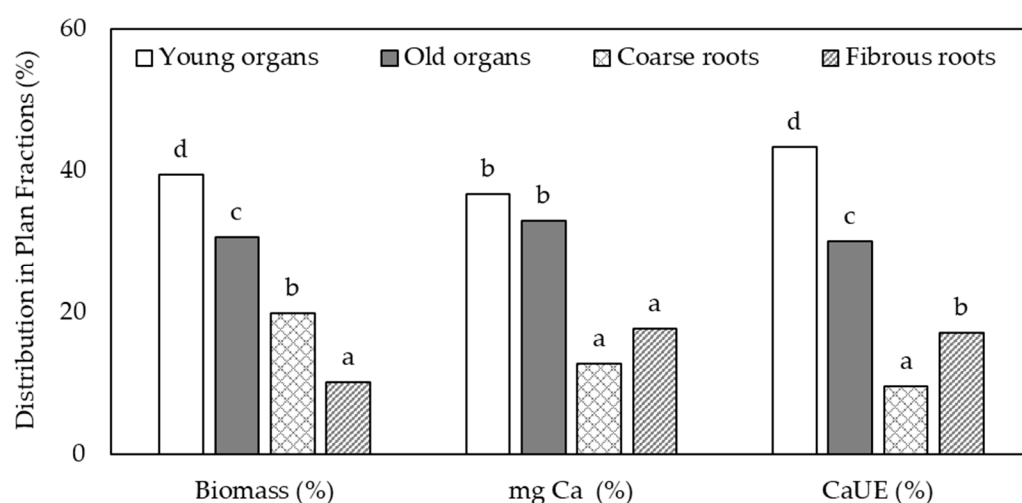 Distribution in Plan Fractions (%)
60
40
20
0
Young organs Old organs Coarse roots Fibrous roots
d c b a
b b a a
d c a b
Biomass (%) mg Ca (%) CaUE (%)